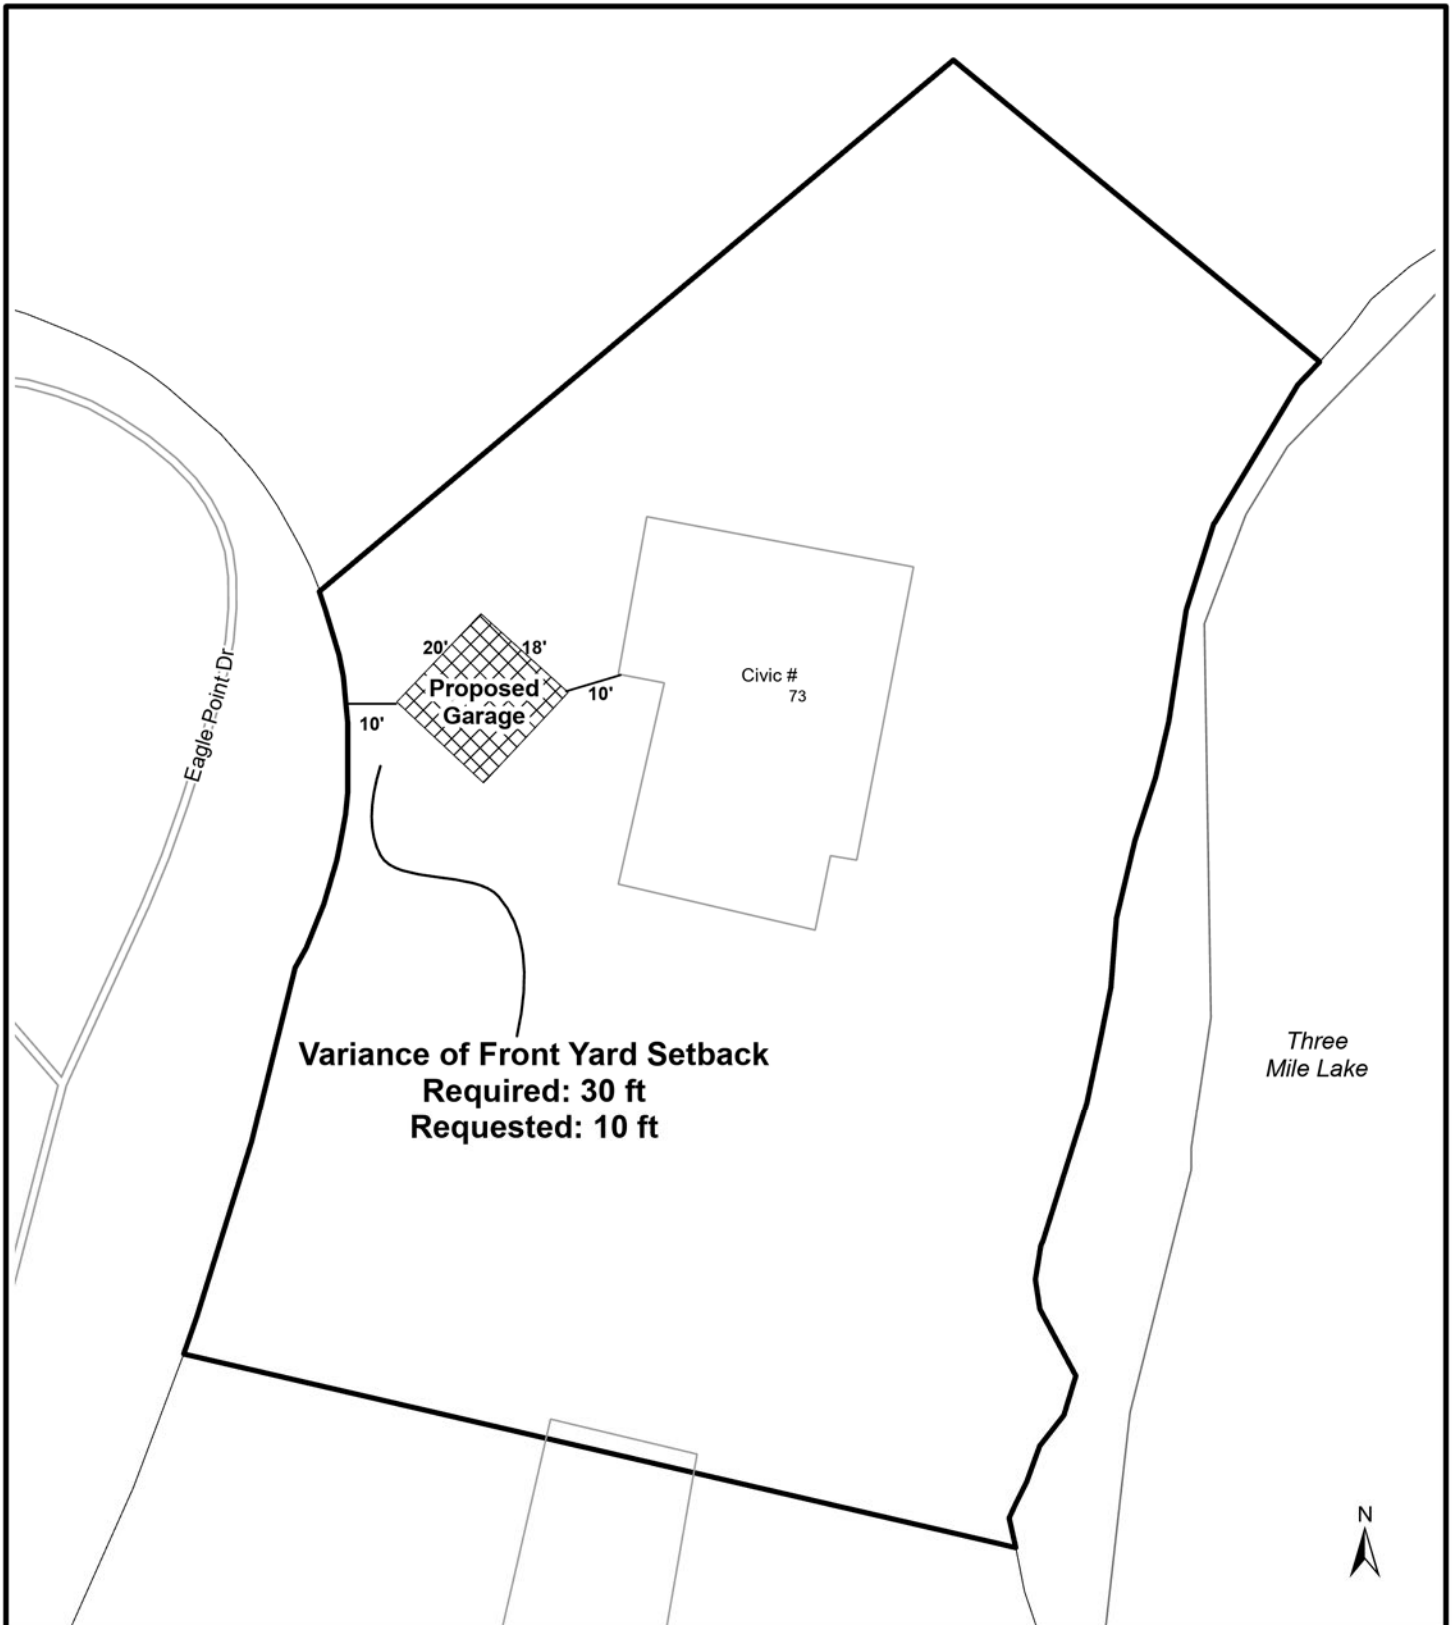 20'
18'
Proposed
Garage
10'
10'
Civic #
73
Eagle Point Dr
Variance of Front Yard Setback
Required: 30 ft
Requested: 10 ft
Three
Mile Lake
N